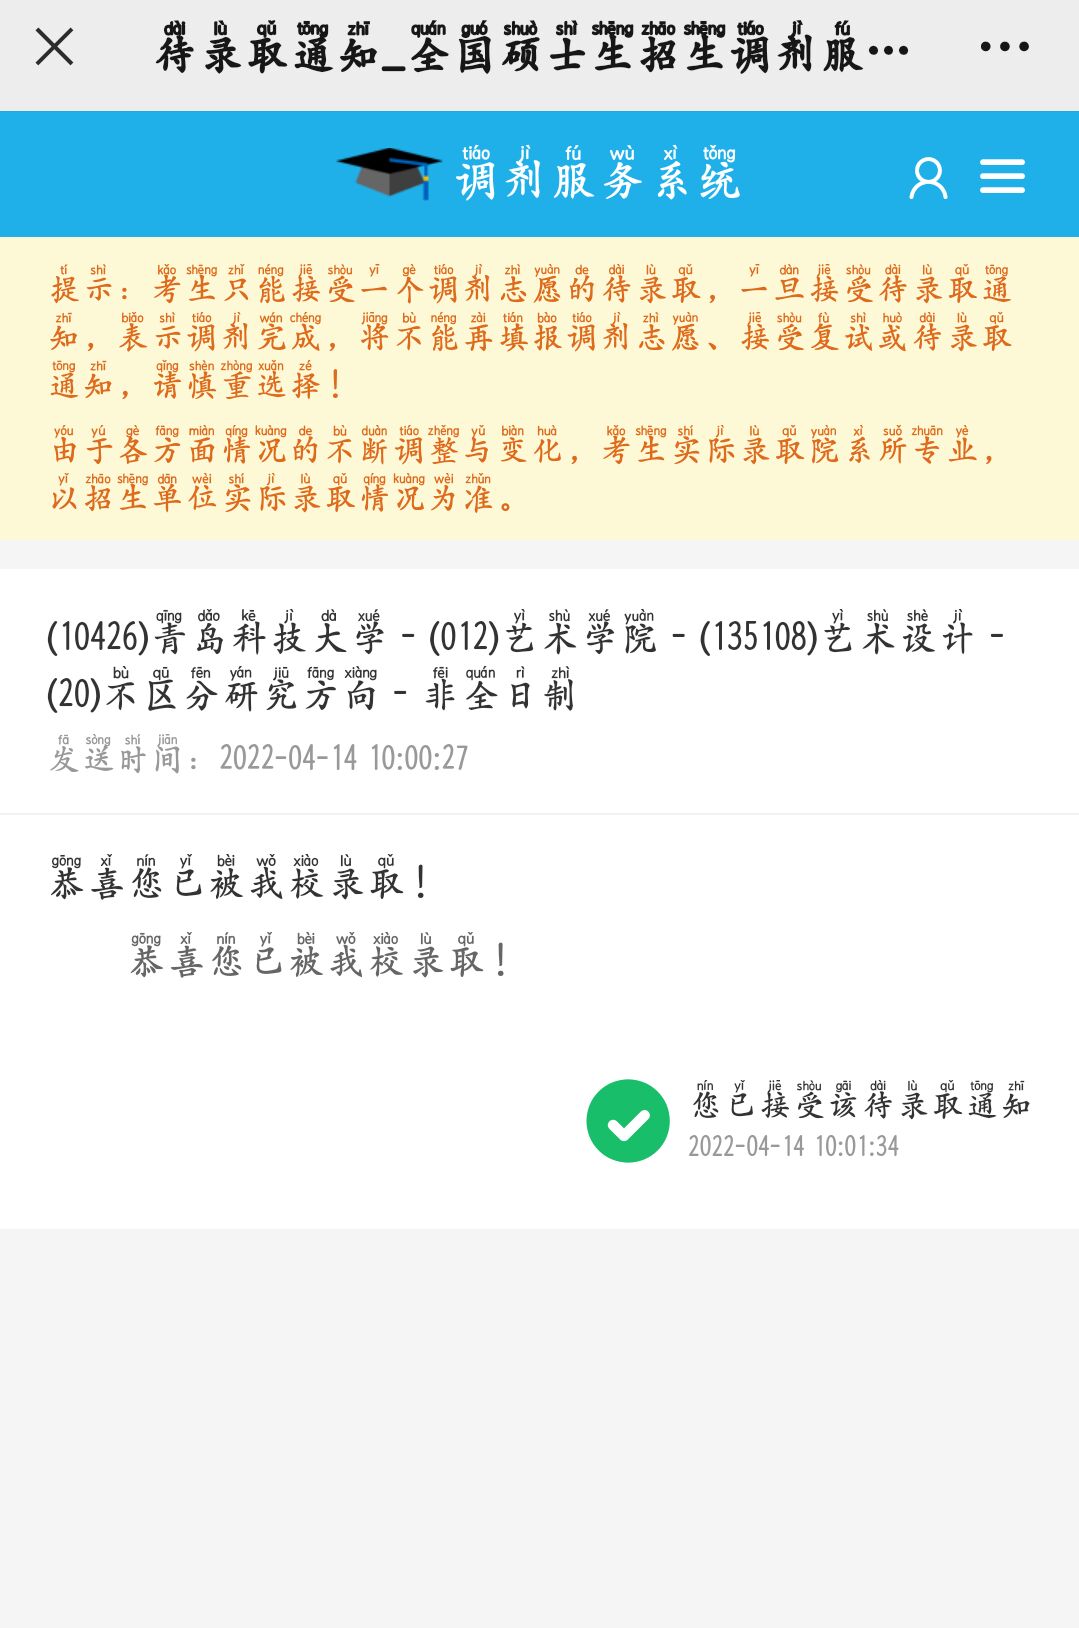 待录取通知_全国硕士生招生调剂服...
调剂服务系统
提示：考生只能接受一个调剂志愿的待录取，一旦接受待录取通
知，表示调剂完成，将不能再填报调剂志愿、接受复试或待录取
通知，请慎重选择！
由于各方面情况的不断调整与变化，考生实际录取院系所专业，
以招生单位实际录取情况为准。
(10426)青岛科技大学 - (012)艺术学院 - (135108)艺术设计 -
(20)不区分研究方向 - 非全日制
发送时间：2022-04-14 10:00:27
恭喜您已被我校录取！
恭喜您已被我校录取！
您已接受该待录取通知
2022-04-14 10:01:34